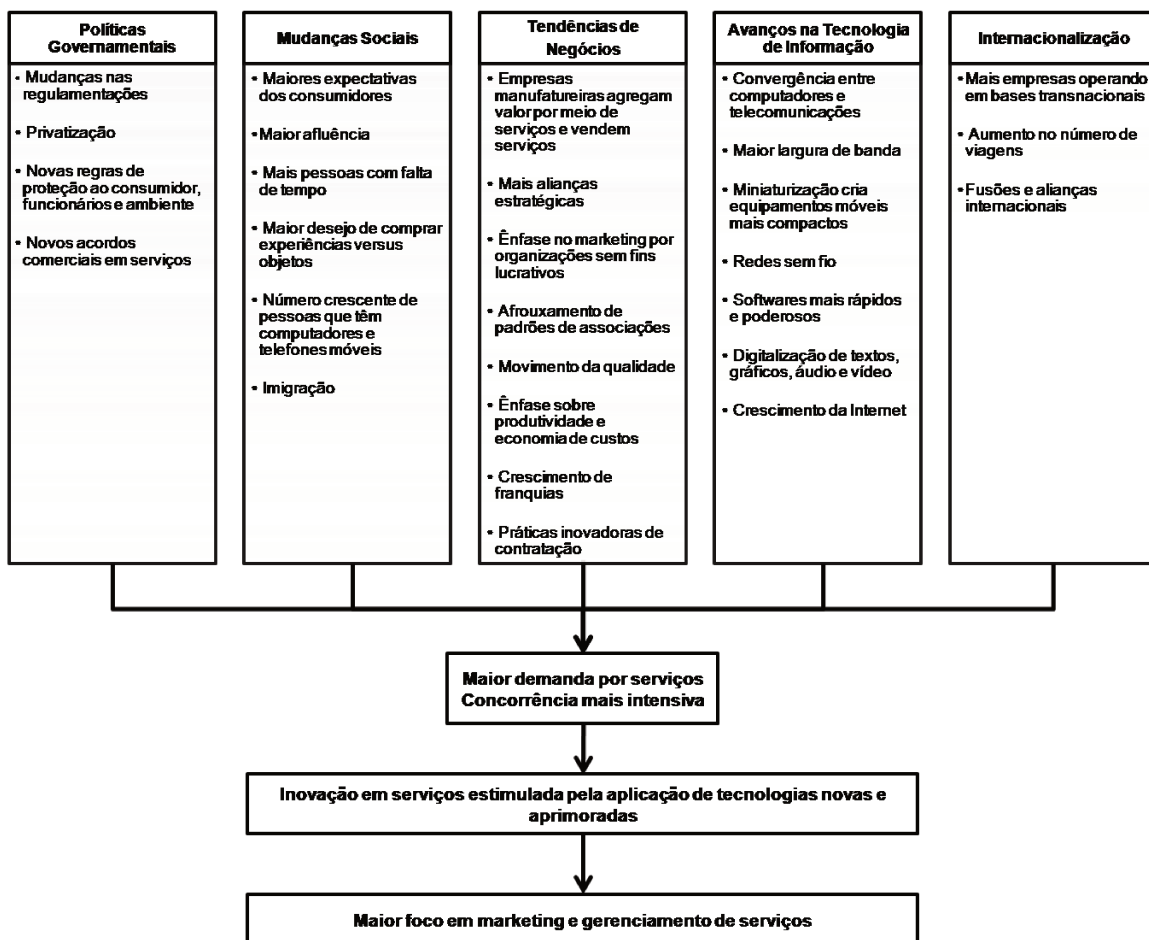 Políticas
Governamentais
• Mudanças nas
regulamentações
• Privatização
• Novas regras de
proteção ao consumidor,
funcionários e ambiente
• Novos acordos
comerciais em serviços
Mudanças Sociais
• Maiores expectativas
dos consumidores
• Maior afluência
• Mais pessoas com falta
de tempo
• Maior desejo de comprar
experiências versus
objetos
• Número crescente de
pessoas que têm
computadores e
telefones móveis
• Imigração
Tendências de
Negócios
• Empresas
manufatureiras agregam
valor por meio de
serviços e vendem
serviços
• Mais alianças
estratégicas
• Ênfase no marketing por
organizações sem fins
lucrativos
• Afrouxamento de
padrões de associações
• Movimento da qualidade
• Ênfase sobre
produtividade e
economia de custos
• Crescimento de
franquias
• Práticas inovadoras de
contratação
Avanços na Tecnologia
de Informação
• Convergência entre
computadores e
telecomunicações
• Maior largura de banda
• Miniaturização cria
equipamentos móveis
mais compactos
• Redes sem fio
• Softwares mais rápidos
e poderosos
• Digitalização de textos,
gráficos, áudio e vídeo
• Crescimento da Internet
Internacionalização
• Mais empresas operando
em bases transnacionais
• Aumento no número de
viagens
• Fusões e alianças
internacionais
Maior demanda por serviços
Concorrência mais intensiva
Inovação em serviços estimulada pela aplicação de tecnologias novas e
aprimoradas
Maior foco em marketing e gerenciamento de serviços